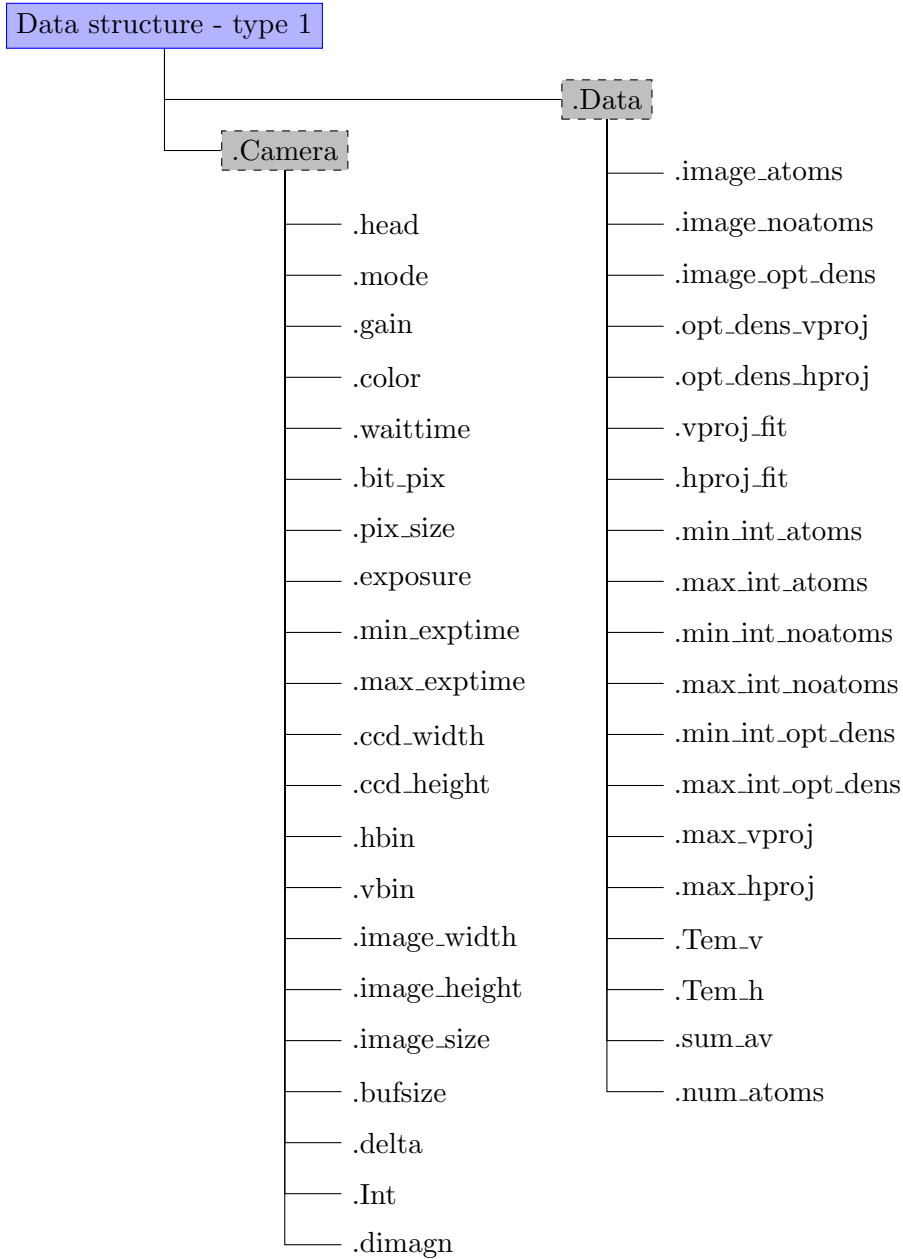 Data structure - type 1
.Camera
.head
.mode
.gain
.color
.waittime
.bit_pix
.pix_size
.exposure
.min_exptime
.max_exptime
.ccd_width
.ccd_height
.hbin
.vbin
.image_width
.image_height
.image_size
.bufsize
.delta
.Int
.dimagn
.Data
.image_atoms
.image_noatoms
.image_opt_dens
.opt_dens_vproj
.opt_dens_hproj
.vproj_fit
.hproj_fit
.min_int_atoms
.max_int_atoms
.min_int_noatoms
.max_int_noatoms
.min_int_opt_dens
.max_int_opt_dens
.max_vproj
.max_hproj
.Tem_v
.Tem_h
.sum_av
.num_atoms